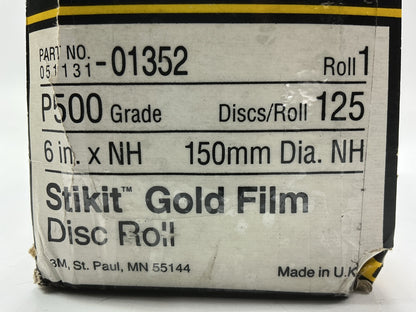 PART NO.
051131-01352 Roll 1
P500 Grade Discs/Roll 125
6 in. x NH 150mm Dia. NH
Stikit™ Gold Film
Disc Roll
3M, St. Paul, MN 55144 Made in U.K